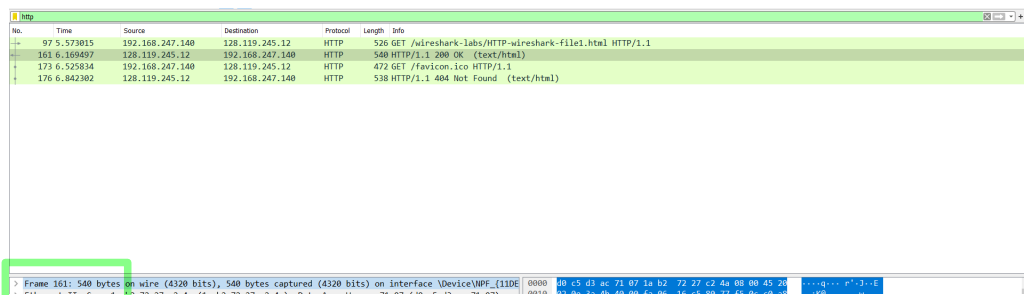 http
No. Time Source Destination Protocol Length Info
97 5.573015 192.168.247.140 128.119.245.12 HTTP 526 GET /wireshark-labs/HTTP-wireshark-file1.html HTTP/1.1
161 6.169497 128.119.245.12 192.168.247.140 HTTP 540 HTTP/1.1 200 OK (text/html)
173 6.525834 192.168.247.140 128.119.245.12 HTTP 472 GET /favicon.ico HTTP/1.1
176 6.842302 128.119.245.12 192.168.247.140 HTTP 538 HTTP/1.1 404 Not Found (text/html)
Frame 161: 540 bytes on wire (4320 bits), 540 bytes captured (4320 bits) on interface \Device\NPF_{11DE
0000 d0 c5 d3 ac 71 07 1a b2 72 27 c2 4a 08 00 45 20 ····q··· r'·J··E